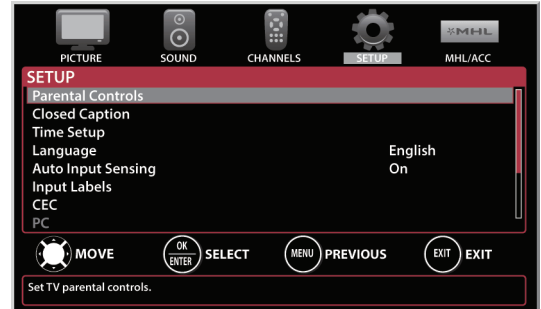 MHL
PICTURE SOUND CHANNELS SETUP MHL/ACC
SETUP
Parental Controls
Closed Caption
Time Setup
Language English
Auto Input Sensing On
Input Labels
CEC
PC
MOVE OK ENTER SELECT MENU PREVIOUS EXIT EXIT
Set TV parental controls.